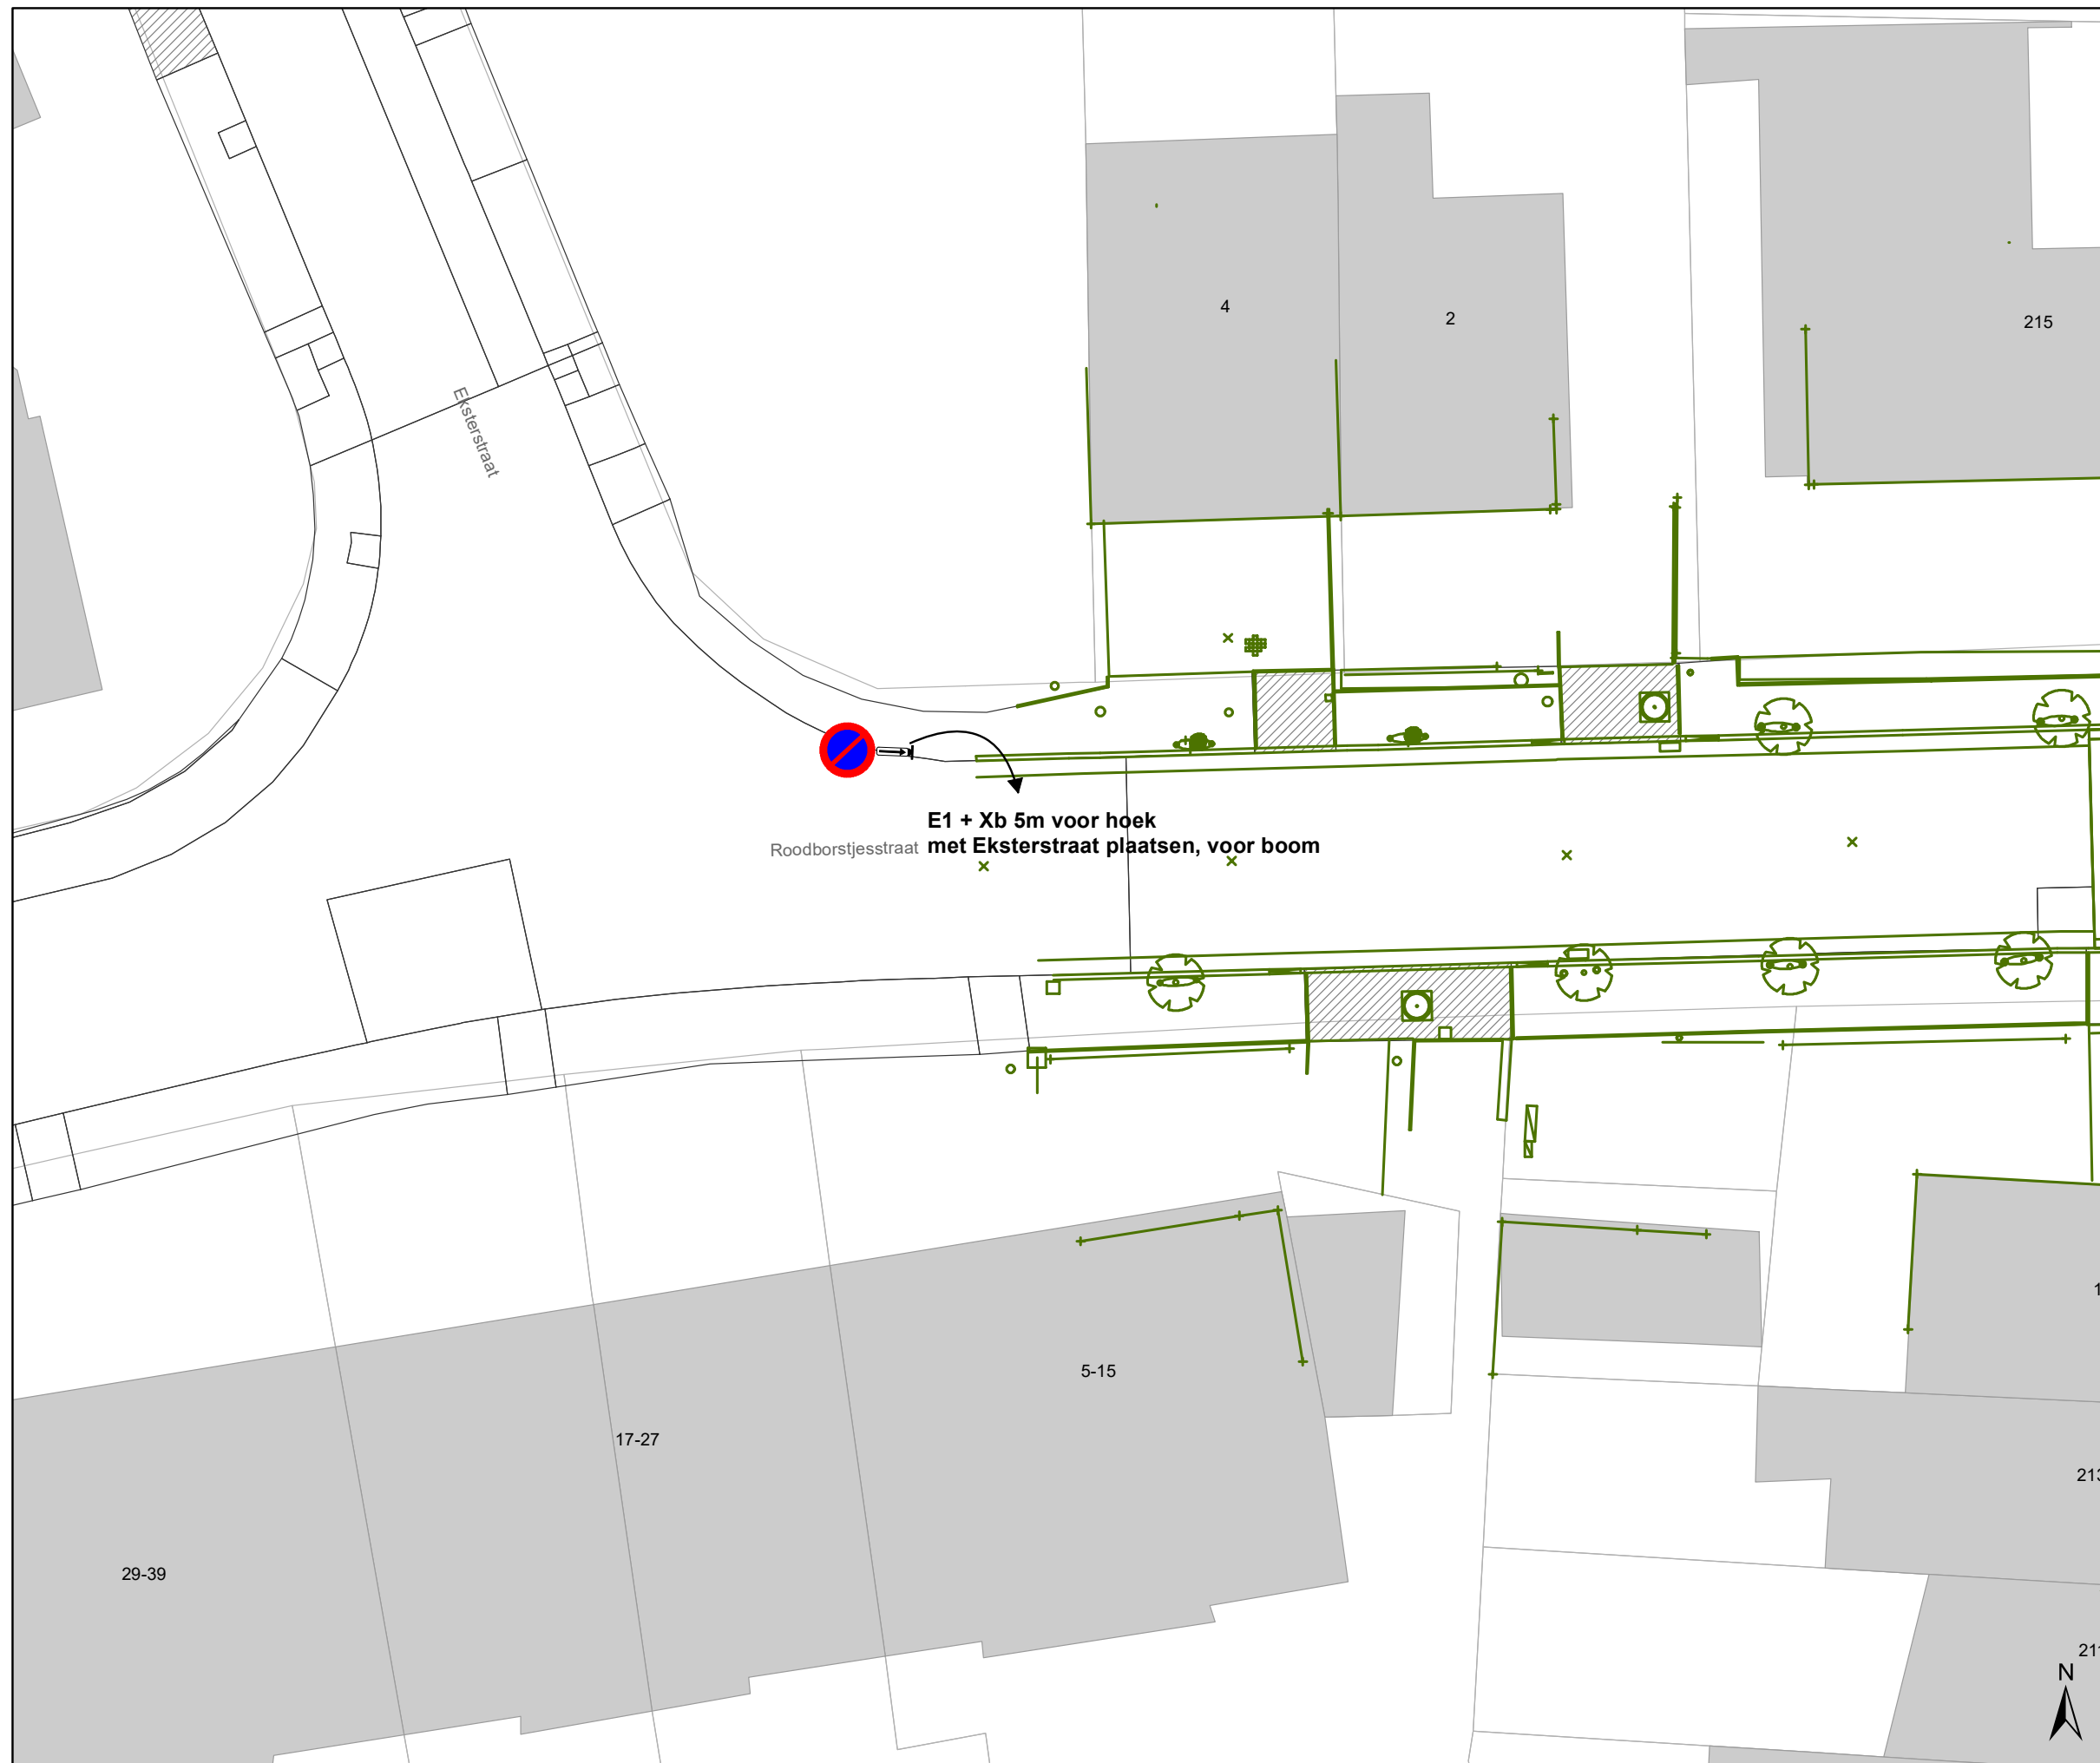 4
2
215
Eksterstraat
E1 + Xb 5m voor hoek
Roodborstjesstraat met Eksterstraat plaatsen, voor boom
5-15
17-27
29-39
N